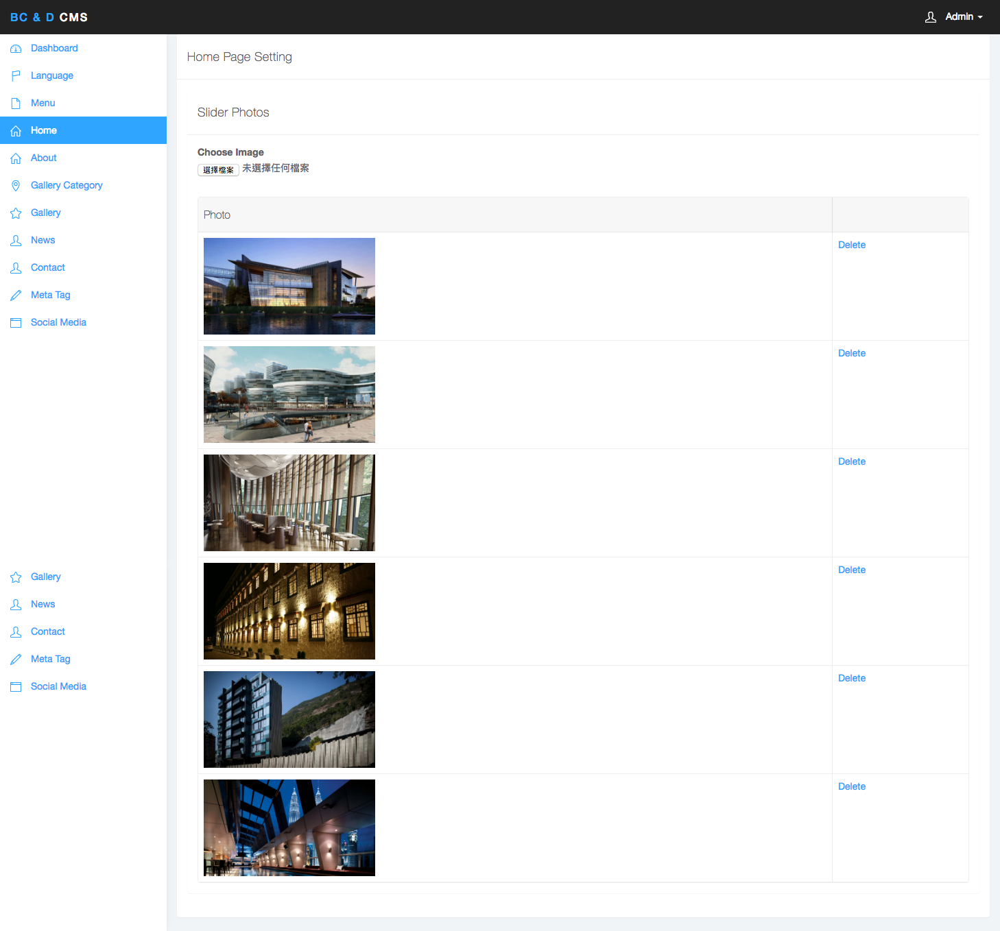 BC & D CMS
Admin
Dashboard
Language
Menu
Home
About
Gallery Category
Gallery
News
Contact
Meta Tag
Social Media
Gallery
News
Contact
Meta Tag
Social Media
Home Page Setting
Slider Photos
Choose Image
選擇檔案 未選擇任何檔案
Photo
Delete
Delete
Delete
Delete
Delete
Delete